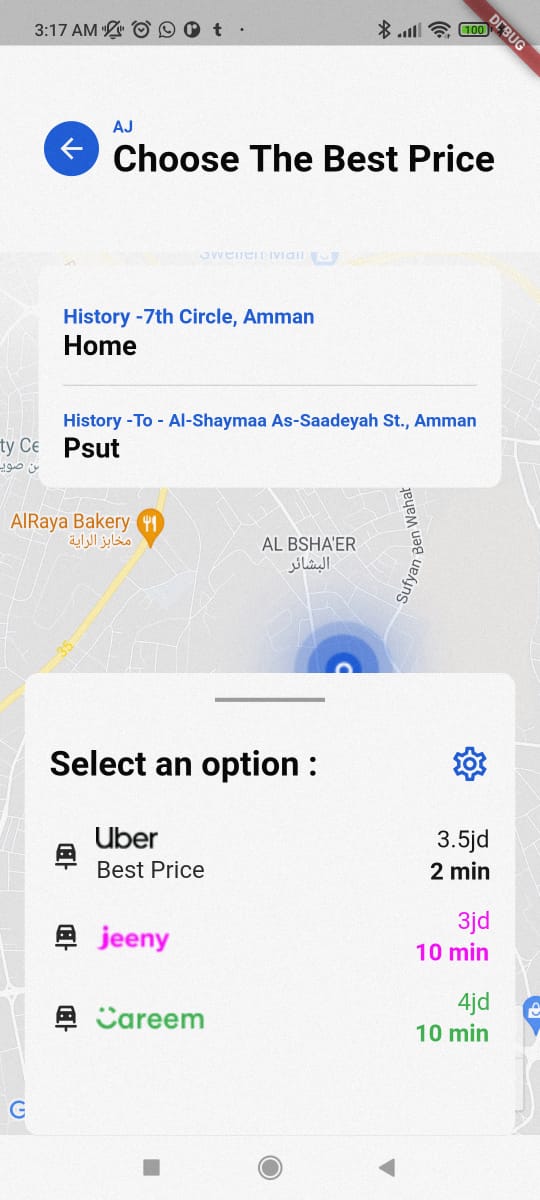 3:17 AM
100
DEBUG
AJ
Choose The Best Price
Swelieh Mall
History -7th Circle, Amman
Home
History -To - Al-Shaymaa As-Saadeyah St., Amman
Psut
ty Ce
AlRaya Bakery
مخابز الراية
AL BSHA'ER
البشائر
Sufyan Ben Wahat
35
Select an option :
Uber 3.5jd
Best Price 2 min
jeeny 3jd
10 min
Careem 4jd
10 min
G